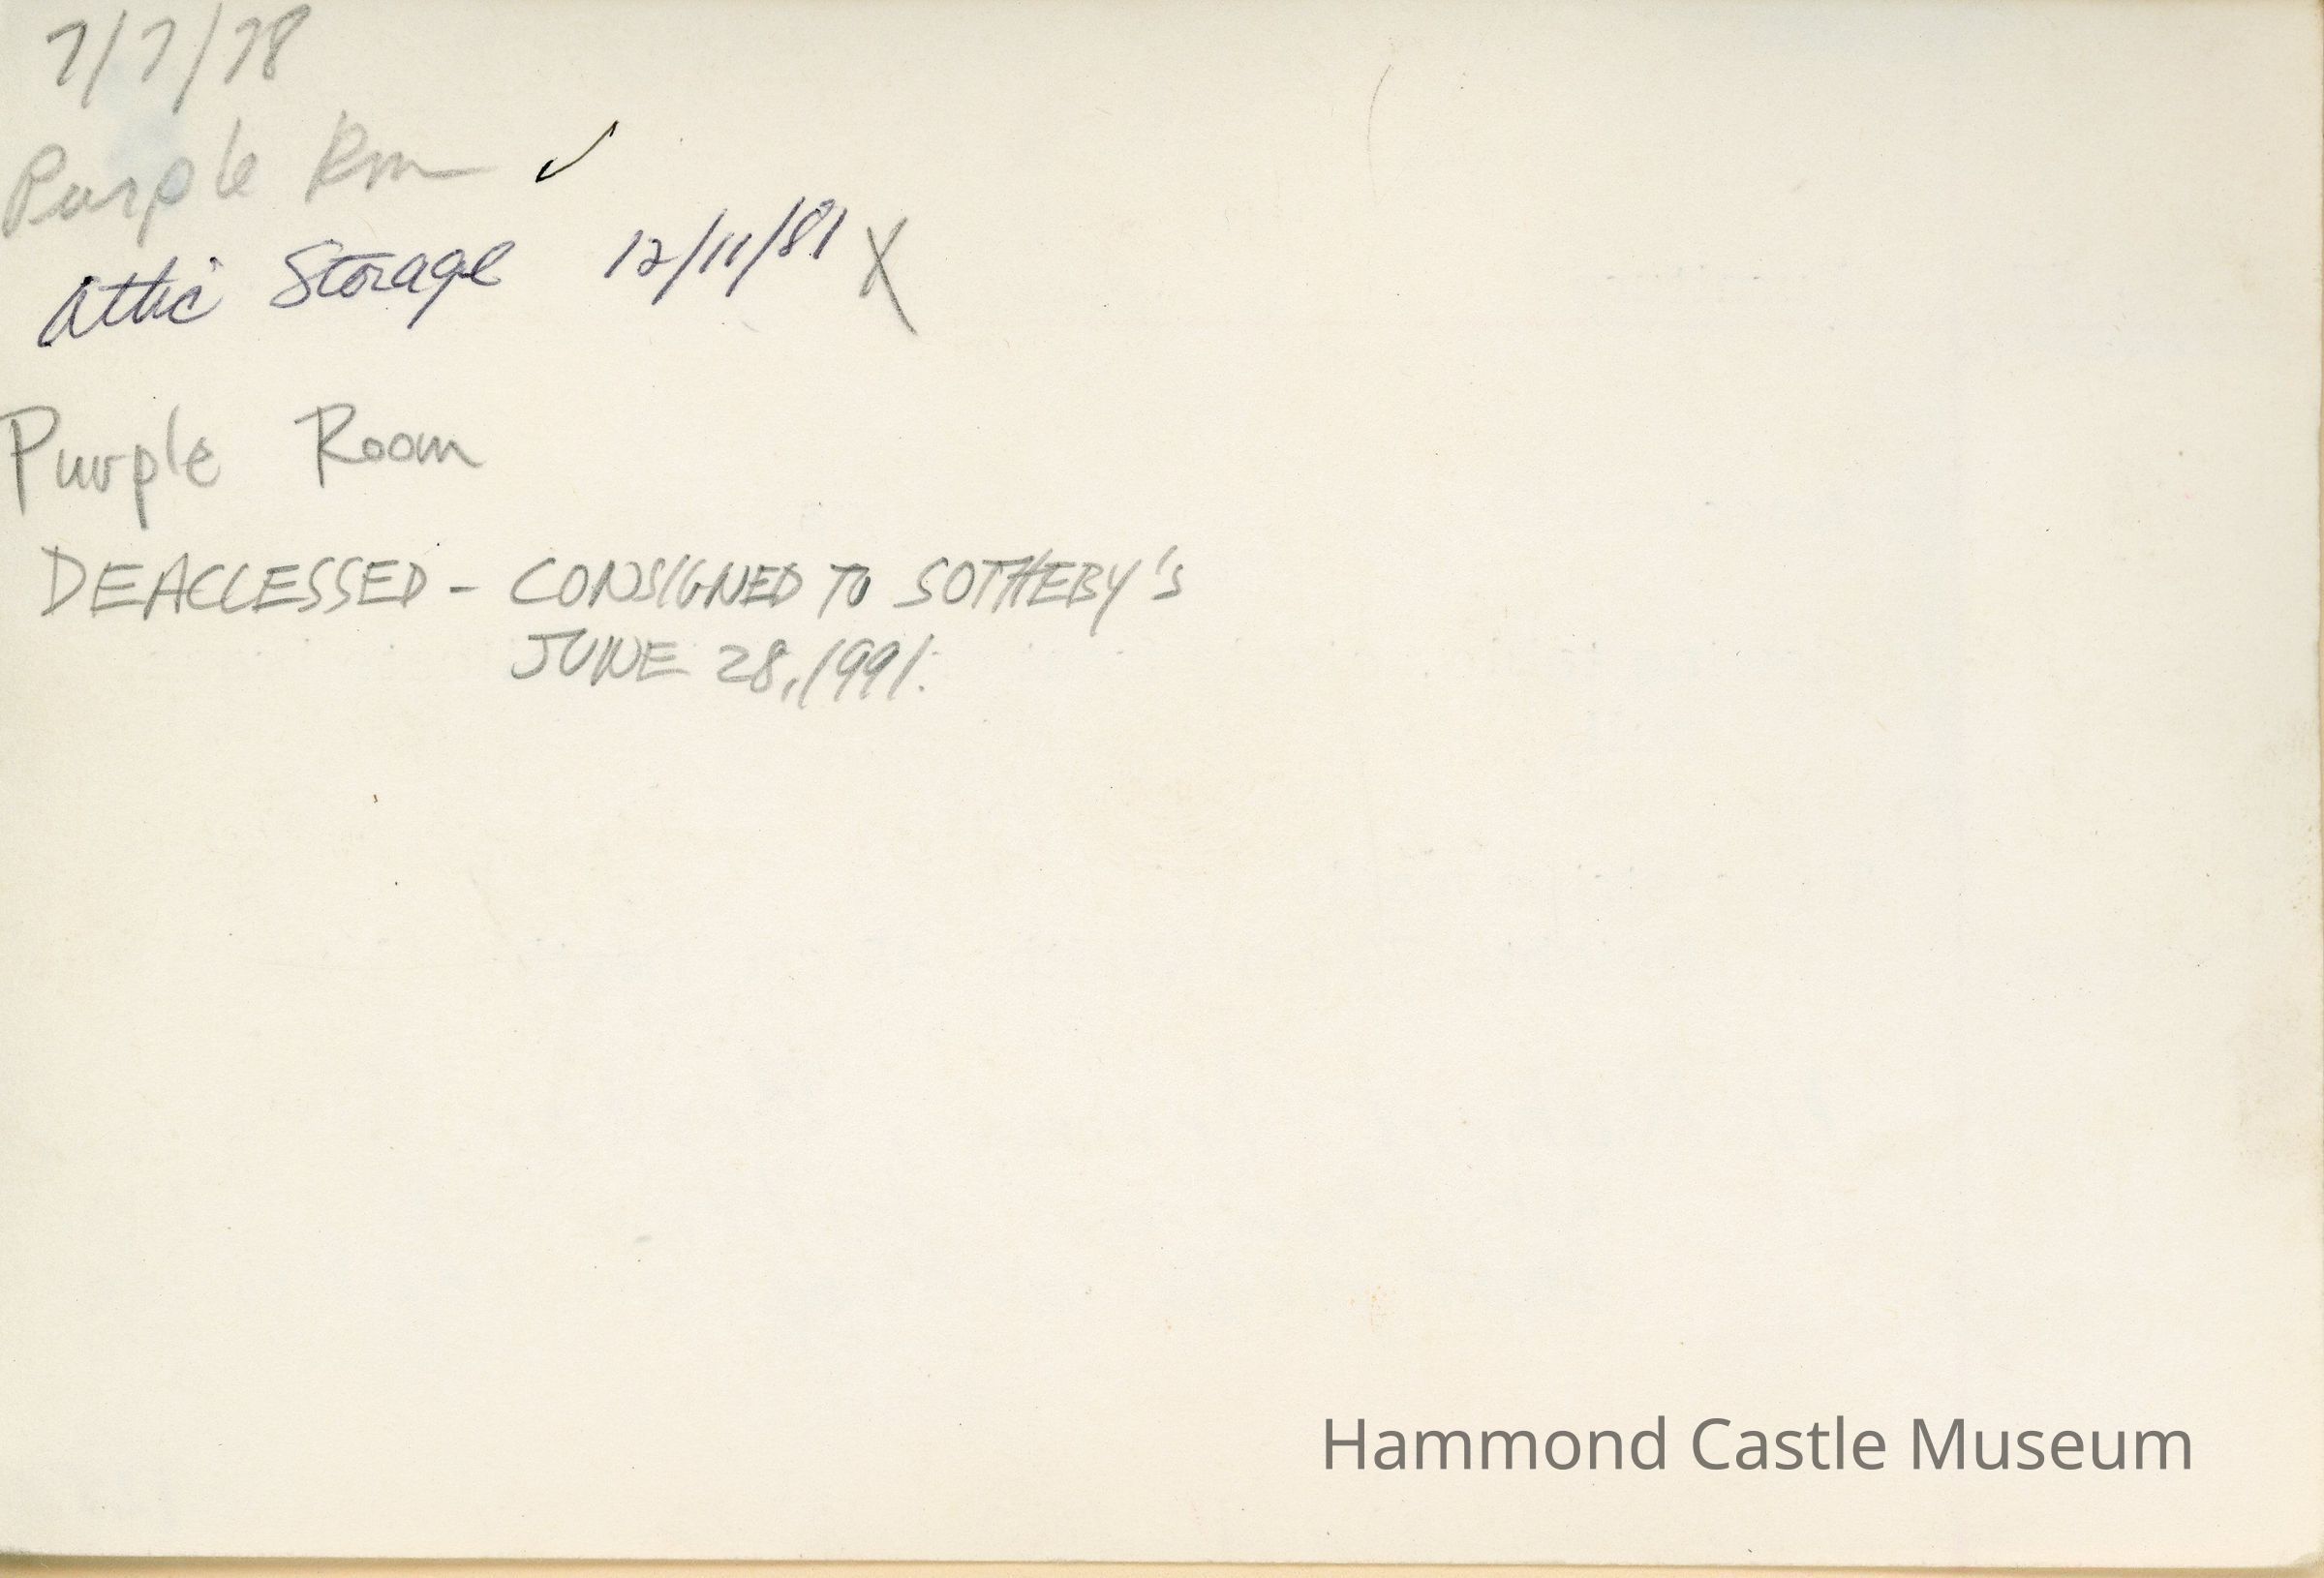 7/7/78
Purple Rm ✓
Attic Storage 12/11/81 X
Purple Room
DEACCESSED - CONSIGNED TO SOTHEBY'S
JUNE 28, 1991.
Hammond Castle Museum